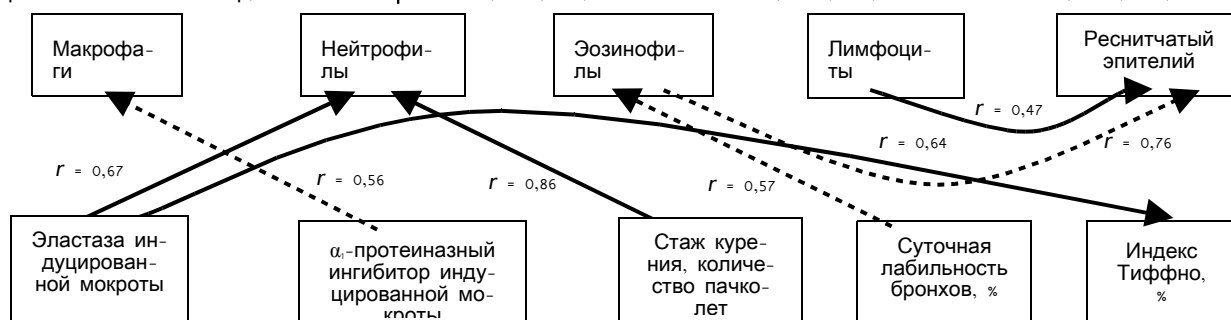 Макрофа-
ги
Нейтрофи-
лы
Эозинофи-
лы
Лимфоци-
ты
Реснитчатый
эпителий
r = 0,47
r = 0,67
r = 0,56
r = 0,86
r = 0,57
r = 0,64
r = 0,76
Эластаза ин-
дуцирован-
ной мокроты
α₁-протеиназный
ингибитор инду-
цированной мо-
кроты
Стаж куре-
ния, количе-
ство пачко-
лет
Суточная
лабильность
бронхов, %
Индекс
Тиффно,
%